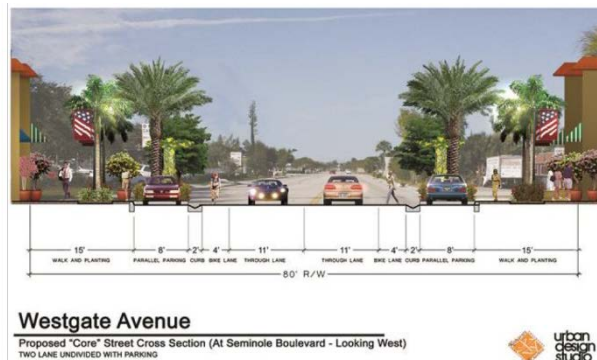 15' 8' 2' 4' 11' 11' 4' 2' 8' 15'
WALK AND PLANTING PARALLEL PARKING CURB BIKE LANE THROUGH LANE THROUGH LANE BIKE LANE CURB PARALLEL PARKING WALK AND PLANTING
80' R/W
Westgate Avenue
Proposed "Core" Street Cross Section (At Seminole Boulevard - Looking West)
TWO LANE UNDIVIDED WITH PARKING
urban
design
studio